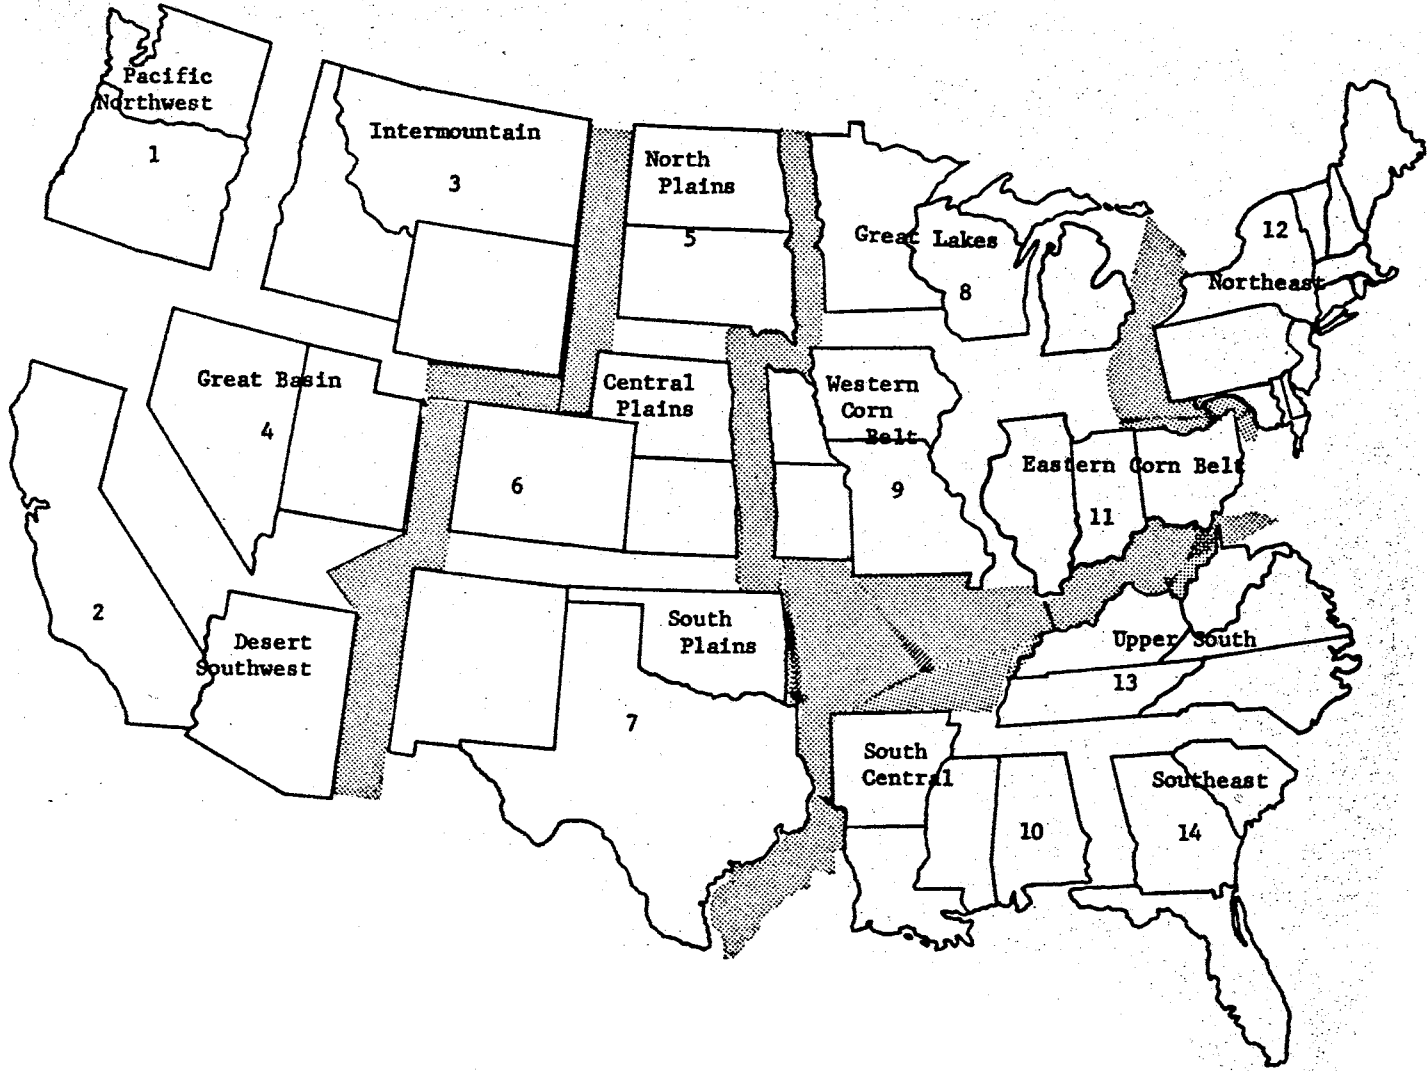 Pacific
Northwest
1
Intermountain
3
North
Plains
5
Great Lakes
8
12
Northeast
Great Basin
4
Central
Plains
6
Western
Corn
Belt
9
Eastern Corn Belt
11
2
Desert
Southwest
South
Plains
7
Upper South
13
South
Central
10
Southeast
14